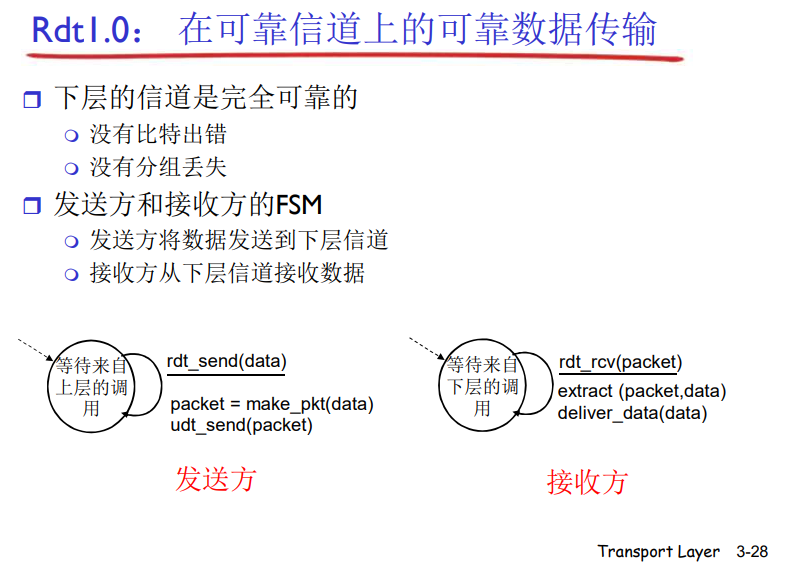 Rdt1.0： 在可靠信道上的可靠数据传输
下层的信道是完全可靠的
没有比特出错
没有分组丢失
发送方和接收方的FSM
发送方将数据发送到下层信道
接收方从下层信道接收数据
等待来自
上层的调
用
rdt_send(data)
packet = make_pkt(data)
udt_send(packet)
发送方
等待来自
下层的调
用
rdt_rcv(packet)
extract (packet,data)
deliver_data(data)
接收方
Transport Layer 3-28